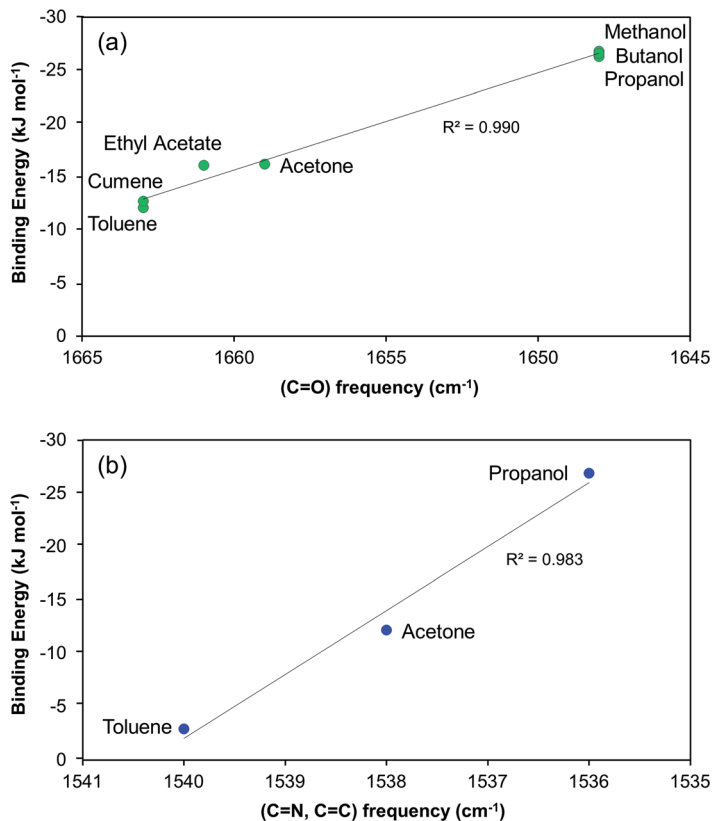 (a)
Methanol
Butanol
Propanol
R² = 0.990
Ethyl Acetate
Acetone
Cumene
Toluene
Binding Energy (kJ mol⁻¹)
-30
-25
-20
-15
-10
-5
0
1665
1660
1655
1650
1645
(C=O) frequency (cm⁻¹)
(b)
Propanol
R² = 0.983
Acetone
Toluene
Binding Energy (kJ mol⁻¹)
-30
-25
-20
-15
-10
-5
0
1541
1540
1539
1538
1537
1536
1535
(C=N, C=C) frequency (cm⁻¹)